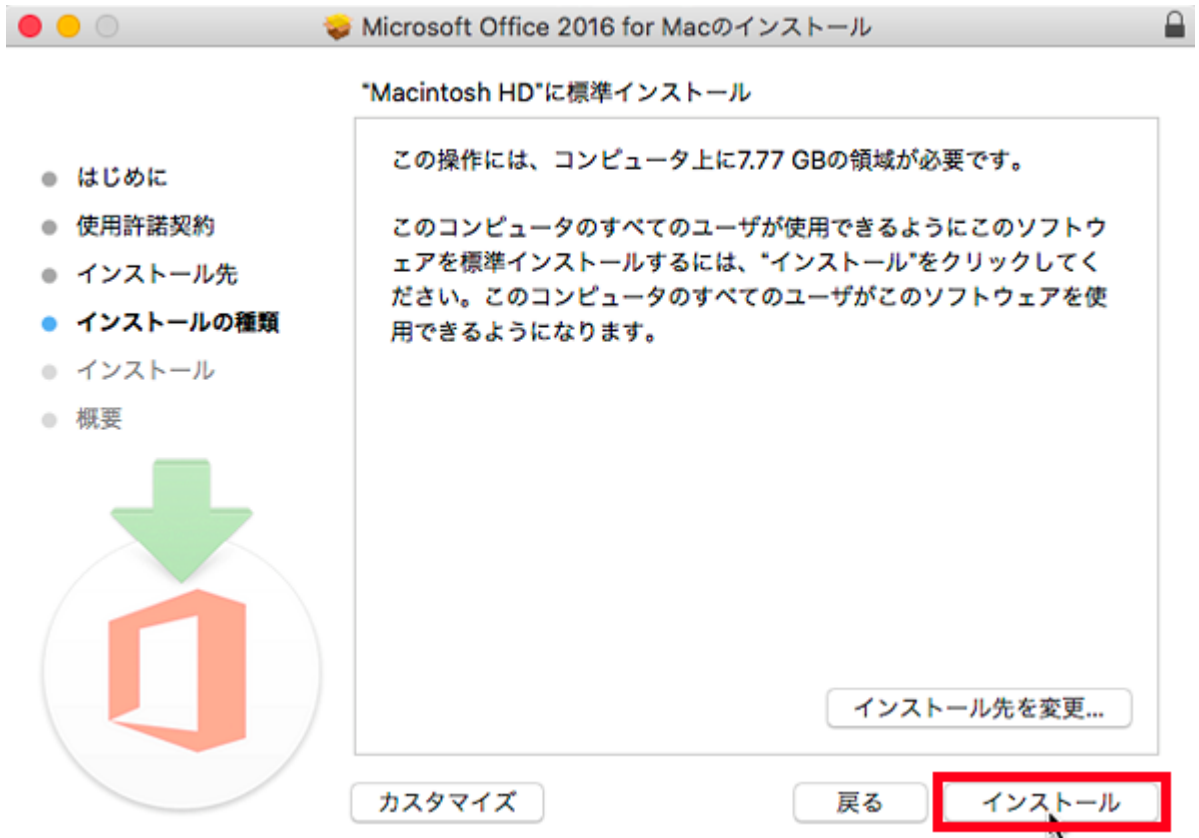 Microsoft Office 2016 for Macのインストール
"Macintosh HD"に標準インストール
はじめに
使用許諾契約
インストール先
インストールの種類
インストール
概要
この操作には、コンピュータ上に7.77 GBの領域が必要です。
このコンピュータのすべてのユーザが使用できるようにこのソフトウ
ェアを標準インストールするには、“インストール”をクリックしてく
ださい。このコンピュータのすべてのユーザがこのソフトウェアを使
用できるようになります。
インストール先を変更...
カスタマイズ
戻る
インストール